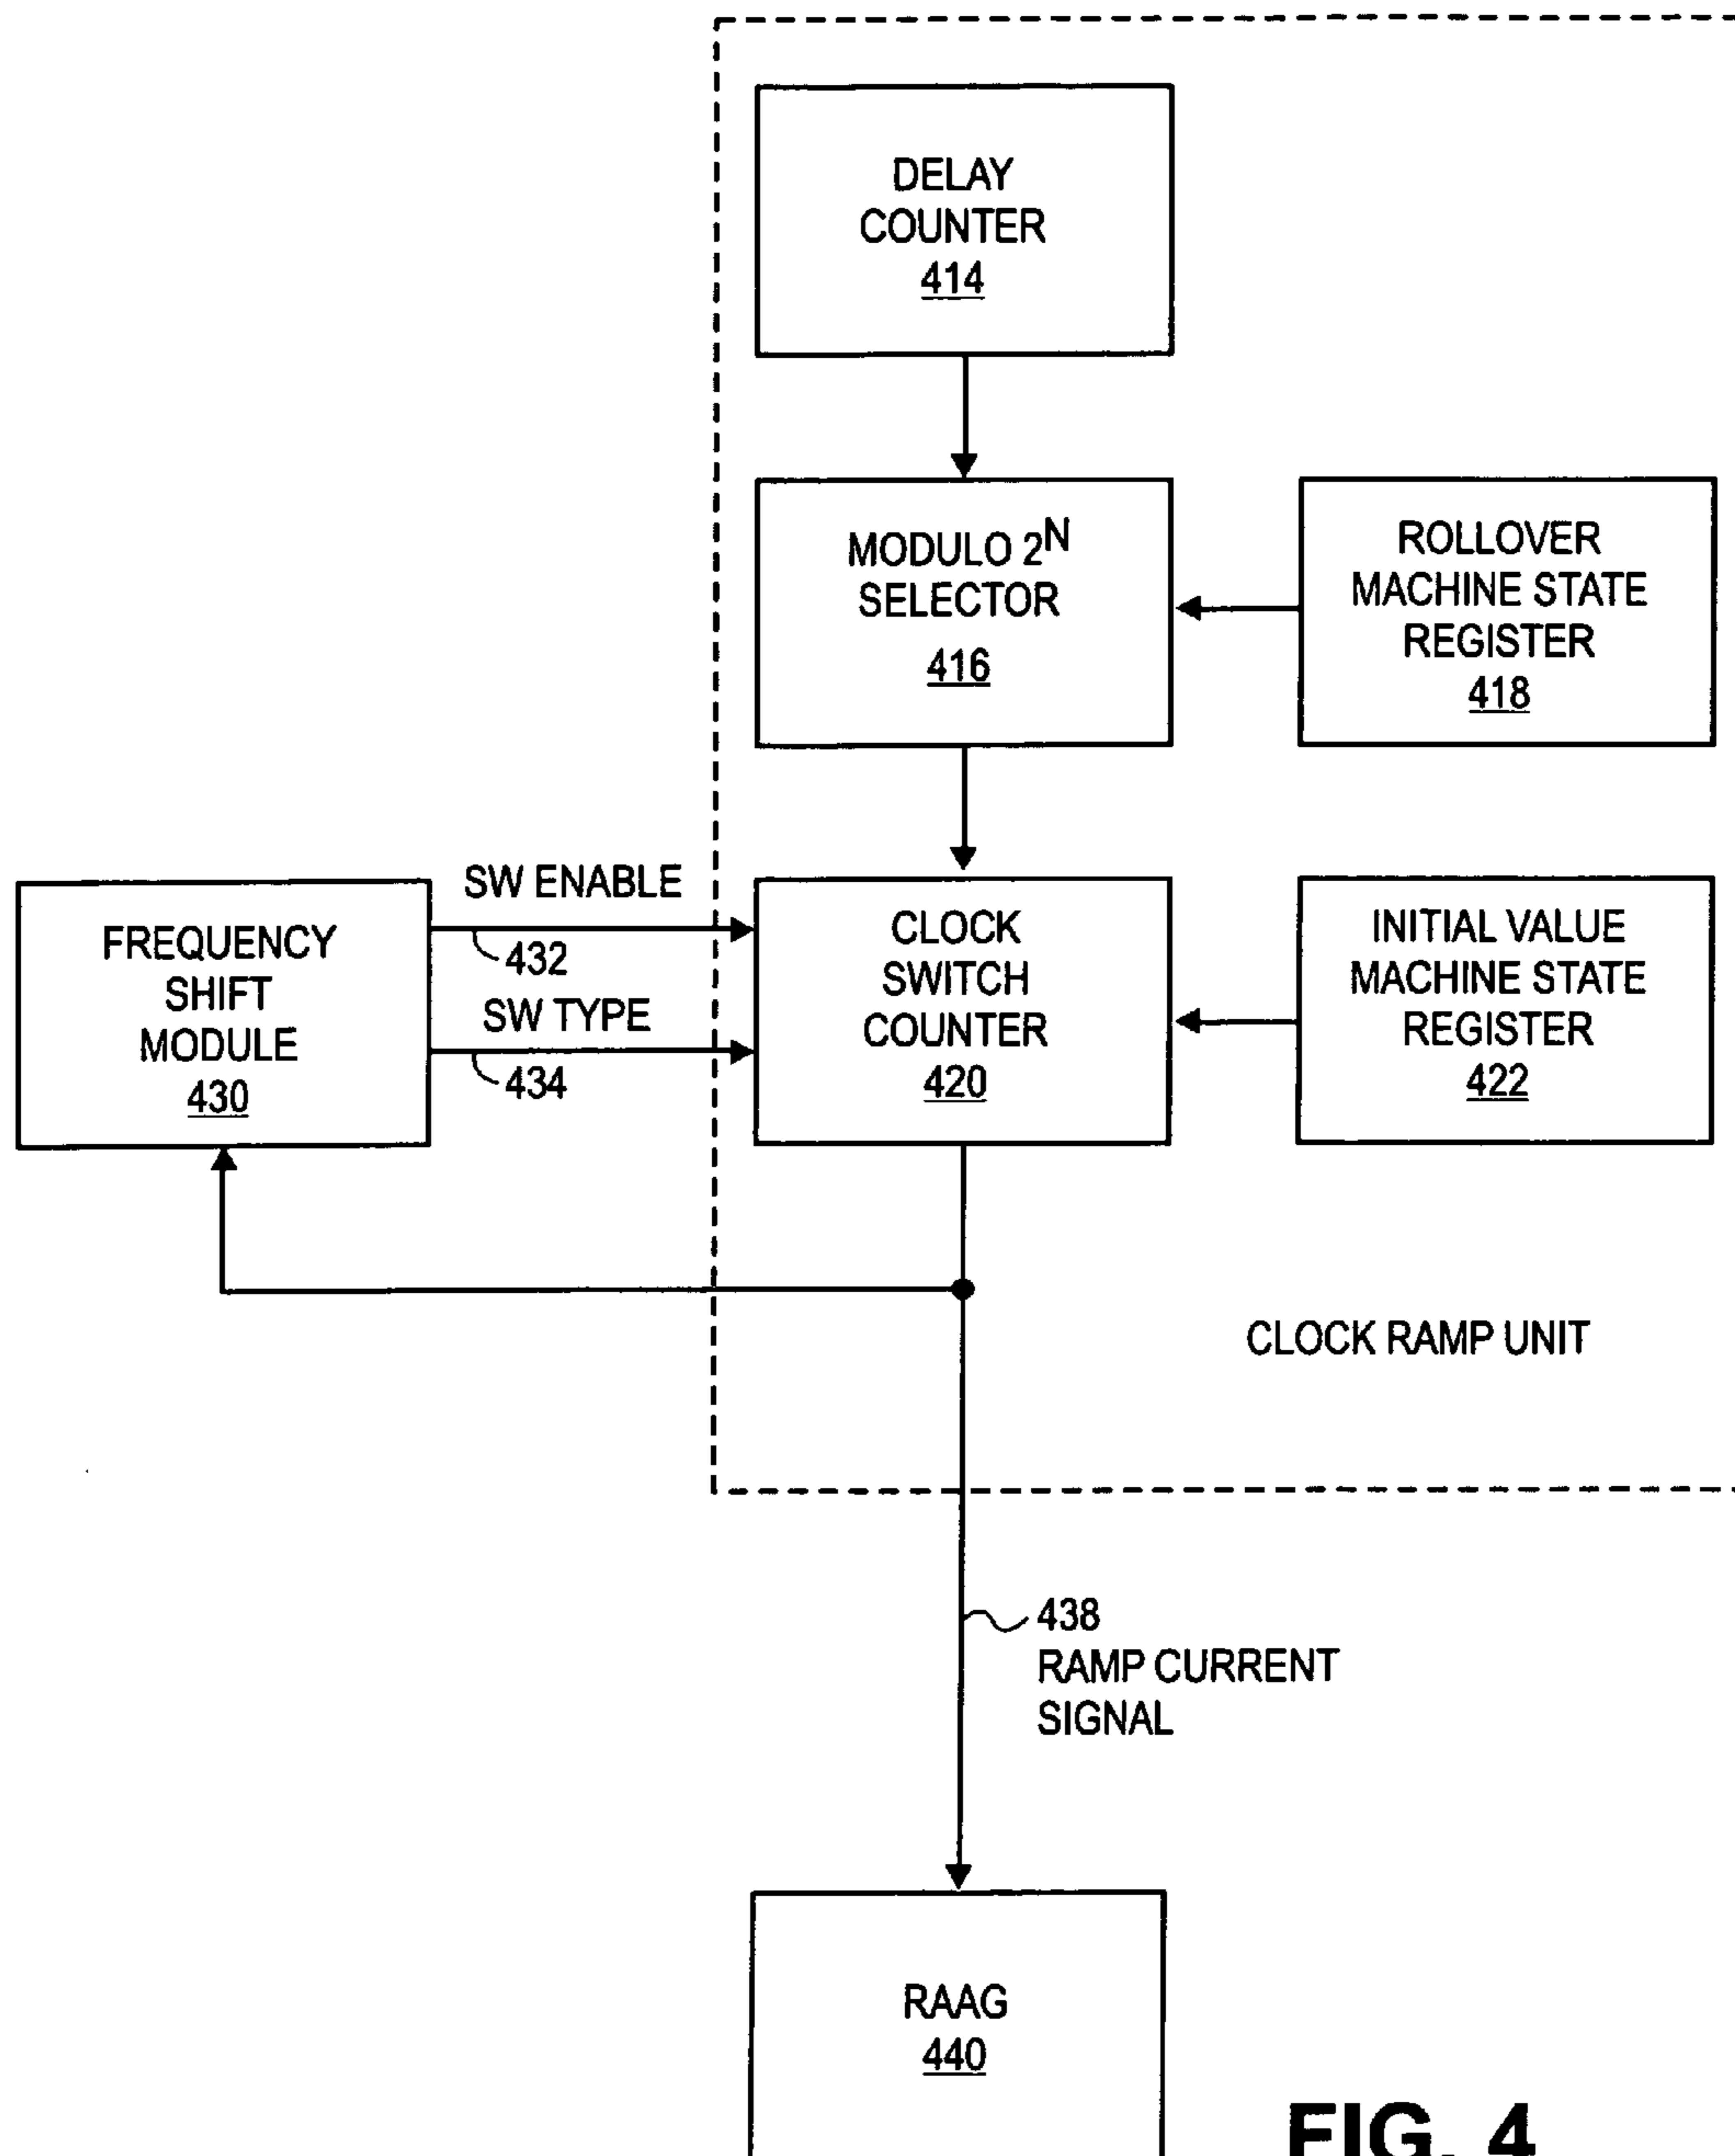 DELAY
COUNTER
414
MODULO 2^N
SELECTOR
416
ROLLOVER
MACHINE STATE
REGISTER
418
SW ENABLE
432
SW TYPE
434
FREQUENCY
SHIFT
MODULE
430
CLOCK
SWITCH
COUNTER
420
INITIAL VALUE
MACHINE STATE
REGISTER
422
CLOCK RAMP UNIT
438
RAMP CURRENT
SIGNAL
RAAG
440
FIG. 4